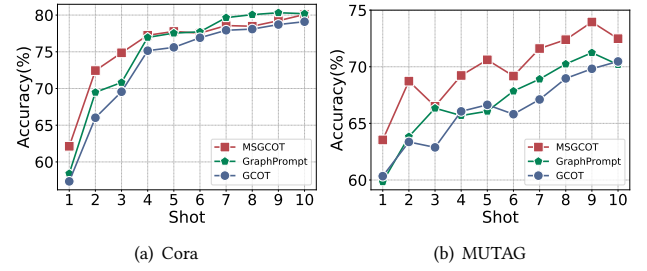 80
75
70
65
60
Accuracy(%)
1 2 3 4 5 6 7 8 9 10
Shot
MSGCOT
GraphPrompt
GCOT
(a) Cora
75
70
65
60
Accuracy(%)
1 2 3 4 5 6 7 8 9 10
Shot
MSGCOT
GraphPrompt
GCOT
(b) MUTAG